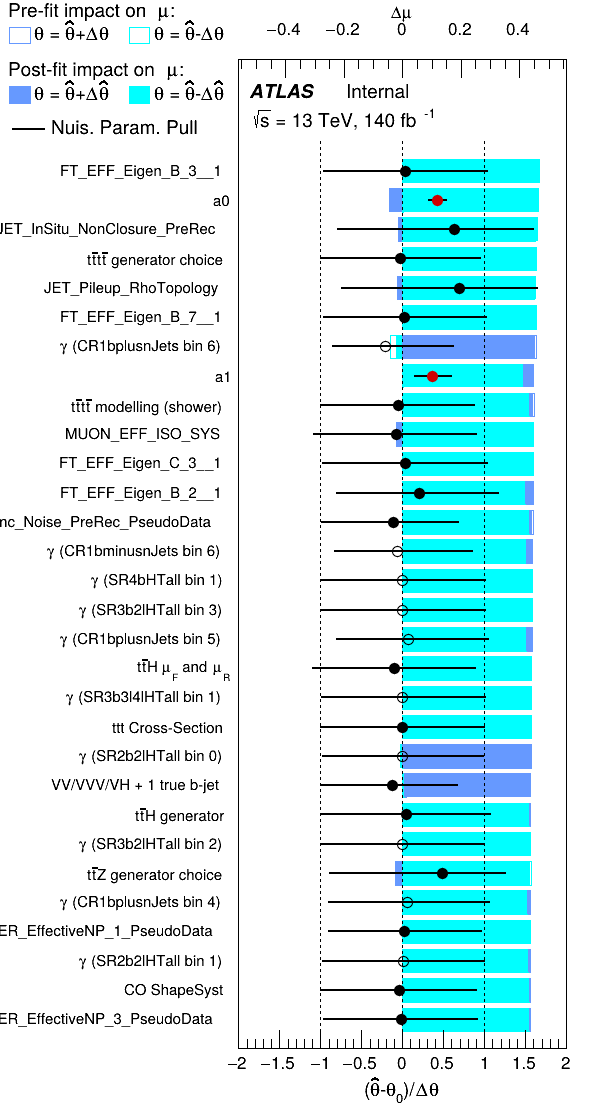 Pre-fit impact on μ:
θ = θ̂+Δθ θ = θ̂-Δθ
Post-fit impact on μ:
θ = θ̂+Δθ̂ θ = θ̂-Δθ̂
Nuis. Param. Pull
Δμ
−0.4 −0.2 0 0.2 0.4
ATLAS Internal
√s = 13 TeV, 140 fb⁻¹
FT_EFF_Eigen_B_3__1
a0
JET_InSitu_NonClosure_PreRec
tt̄tt̄ generator choice
JET_Pileup_RhoTopology
FT_EFF_Eigen_B_7__1
γ (CR1bplusnJets bin 6)
a1
tt̄tt̄ modelling (shower)
MUON_EFF_ISO_SYS
FT_EFF_Eigen_C_3__1
FT_EFF_Eigen_B_2__1
nc_Noise_PreRec_PseudoData
γ (CR1bminusnJets bin 6)
γ (SR4bHTall bin 1)
γ (SR3b2lHTall bin 3)
γ (CR1bplusnJets bin 5)
tt̄H μ_F and μ_R
γ (SR3b3l4lHTall bin 1)
ttt Cross-Section
γ (SR2b2lHTall bin 0)
VV/VVV/VH + 1 true b-jet
tt̄H generator
γ (SR3b2lHTall bin 2)
tt̄Z generator choice
γ (CR1bplusnJets bin 4)
ER_EffectiveNP_1_PseudoData
γ (SR2b2lHTall bin 1)
CO ShapeSyst
ER_EffectiveNP_3_PseudoData
−2 −1.5 −1 −0.5 0 0.5 1 1.5 2
(θ̂-θ₀)/Δθ